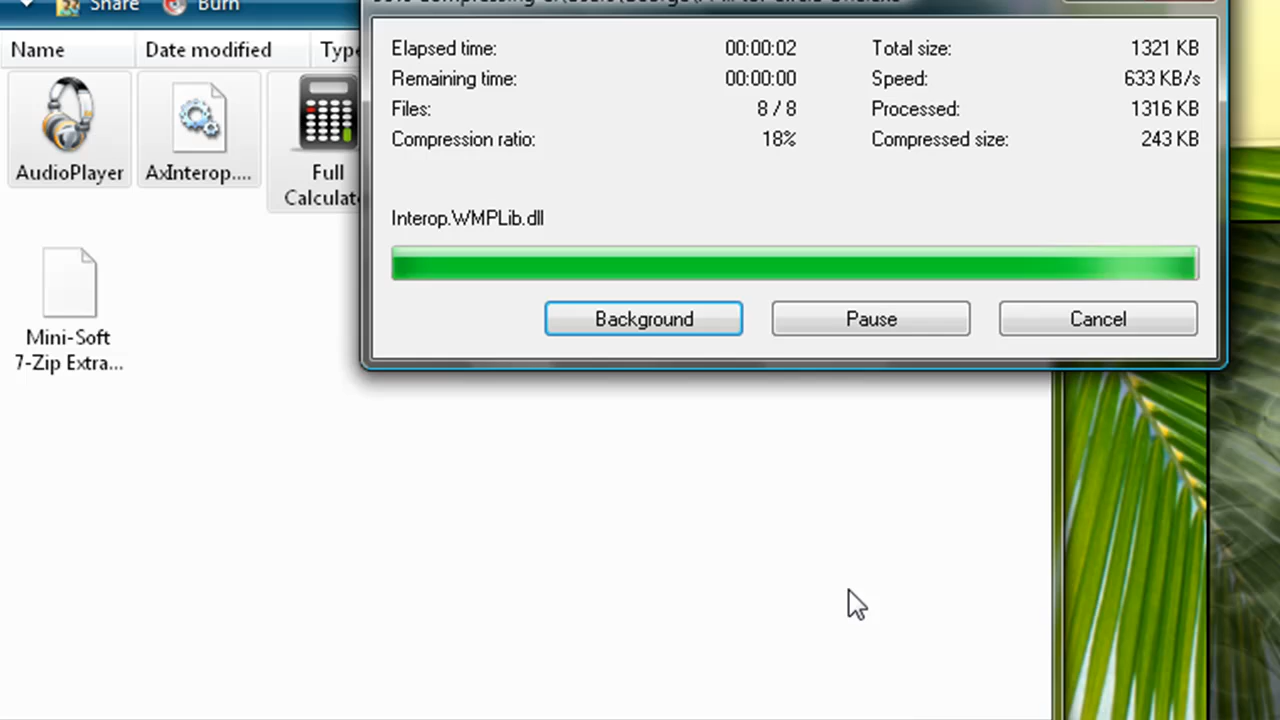 Share Burn
Name Date modified
AudioPlayer
AxInterop....
Full
Mini-Soft
7-Zip Extra...
Elapsed time: 00:00:02 Total size: 1321 KB
Remaining time: 00:00:00 Speed: 633 KB/s
Files: 8 / 8 Processed: 1316 KB
Compression ratio: 18% Compressed size: 243 KB
Interop.WMPLib.dll
Background Pause Cancel